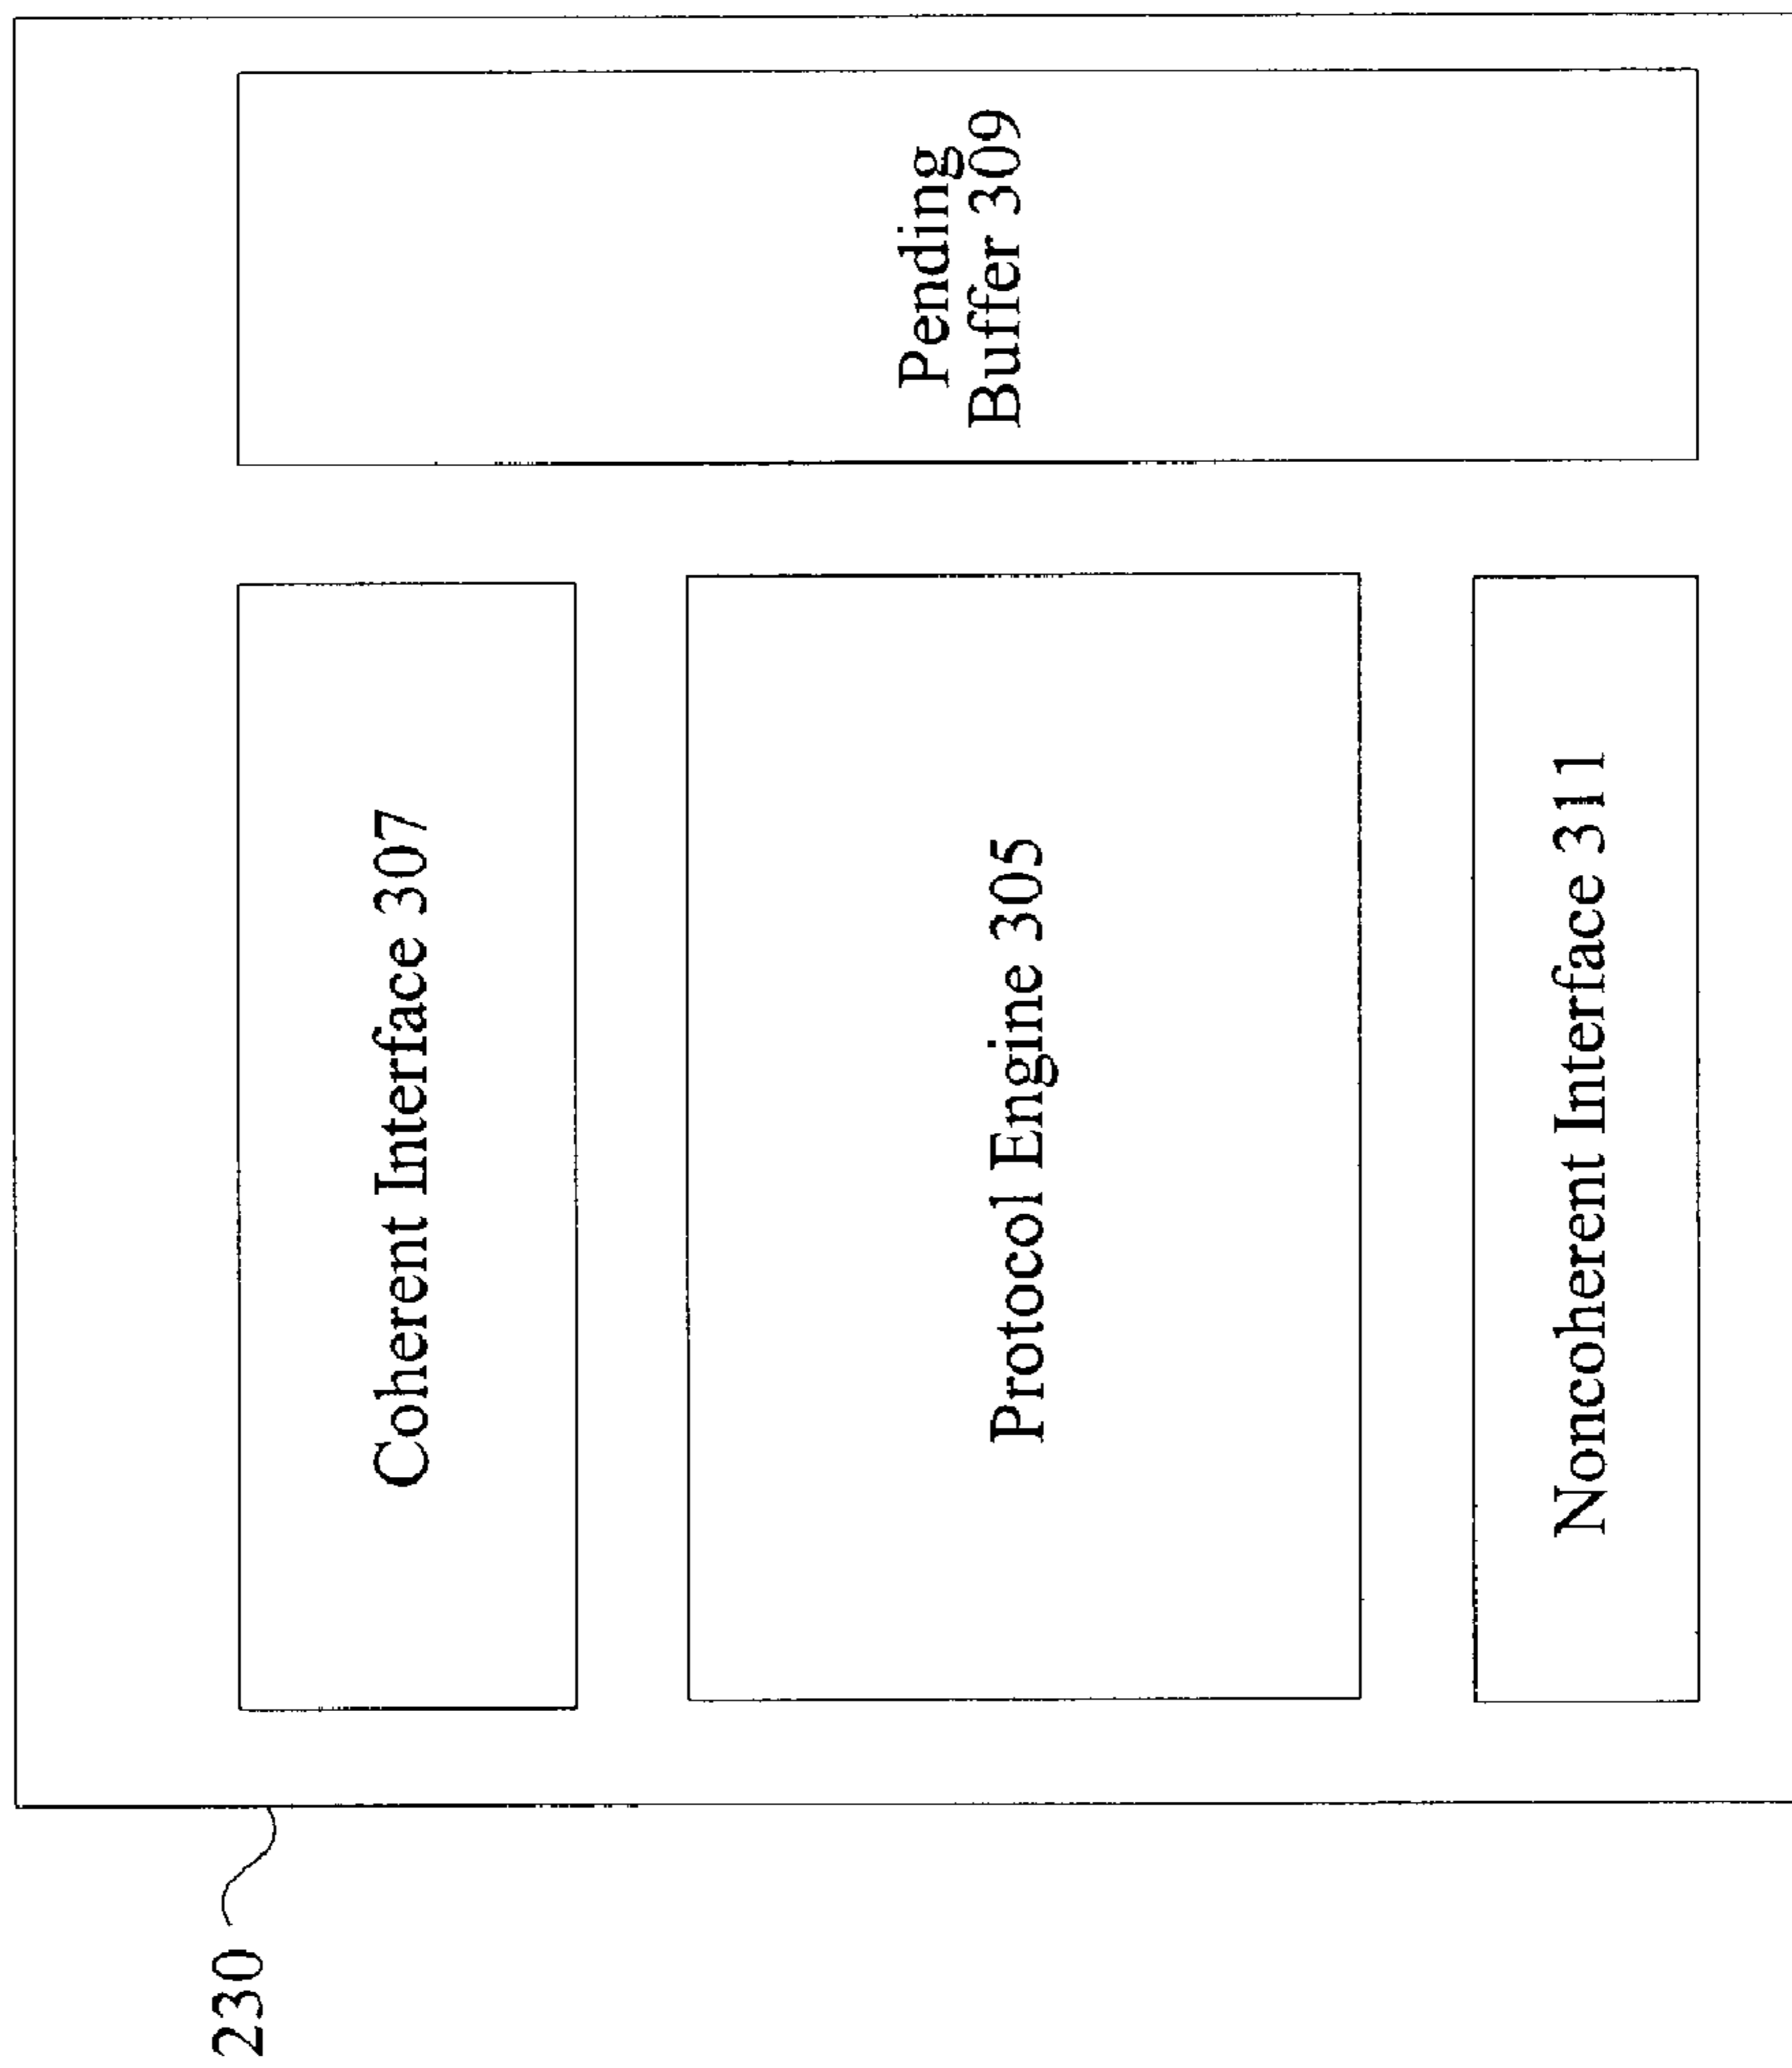 230
Coherent Interface 307
Protocol Engine 305
Noncoherent Interface 311
Pending
Buffer 309